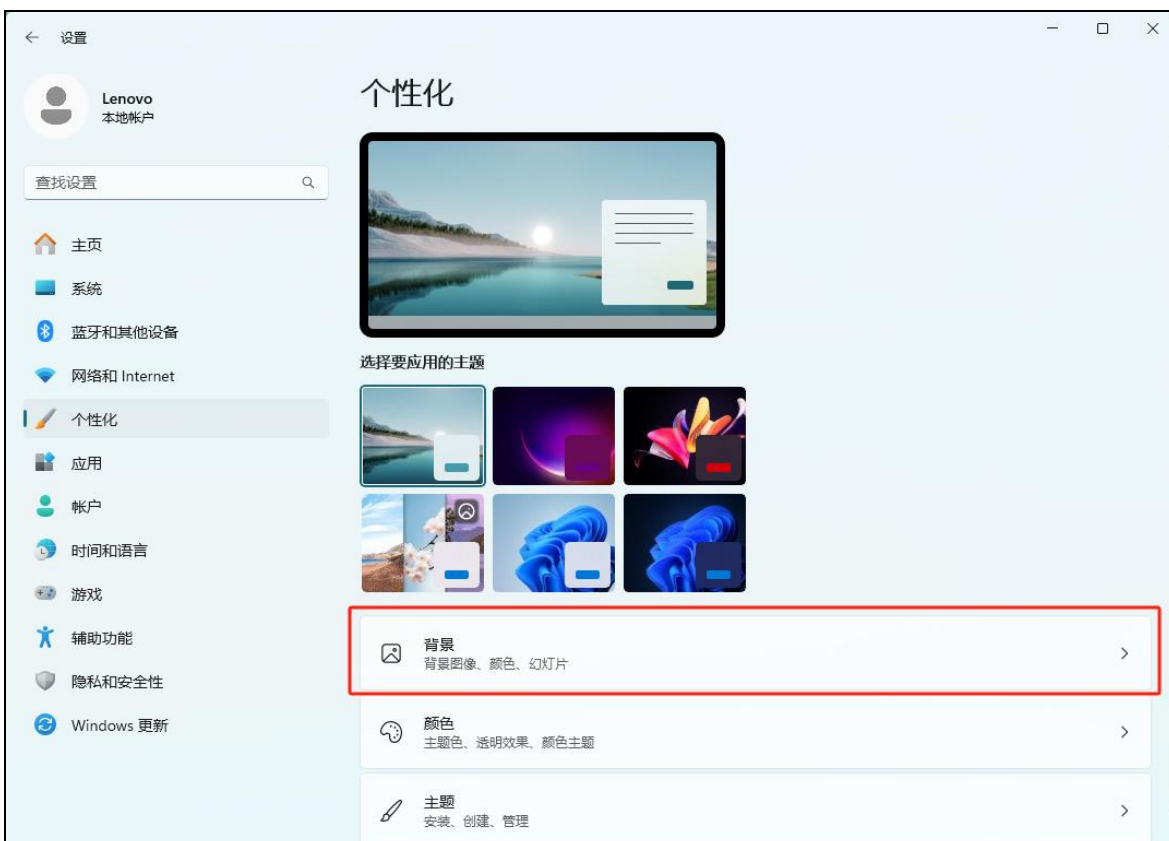 设置
Lenovo
本地帐户
查找设置
主页
系统
蓝牙和其他设备
网络和 Internet
个性化
应用
帐户
时间和语言
游戏
辅助功能
隐私和安全性
Windows 更新
个性化
选择要应用的主题
背景
背景图像、颜色、幻灯片
颜色
主题色、透明效果、颜色主题
主题
安装、创建、管理